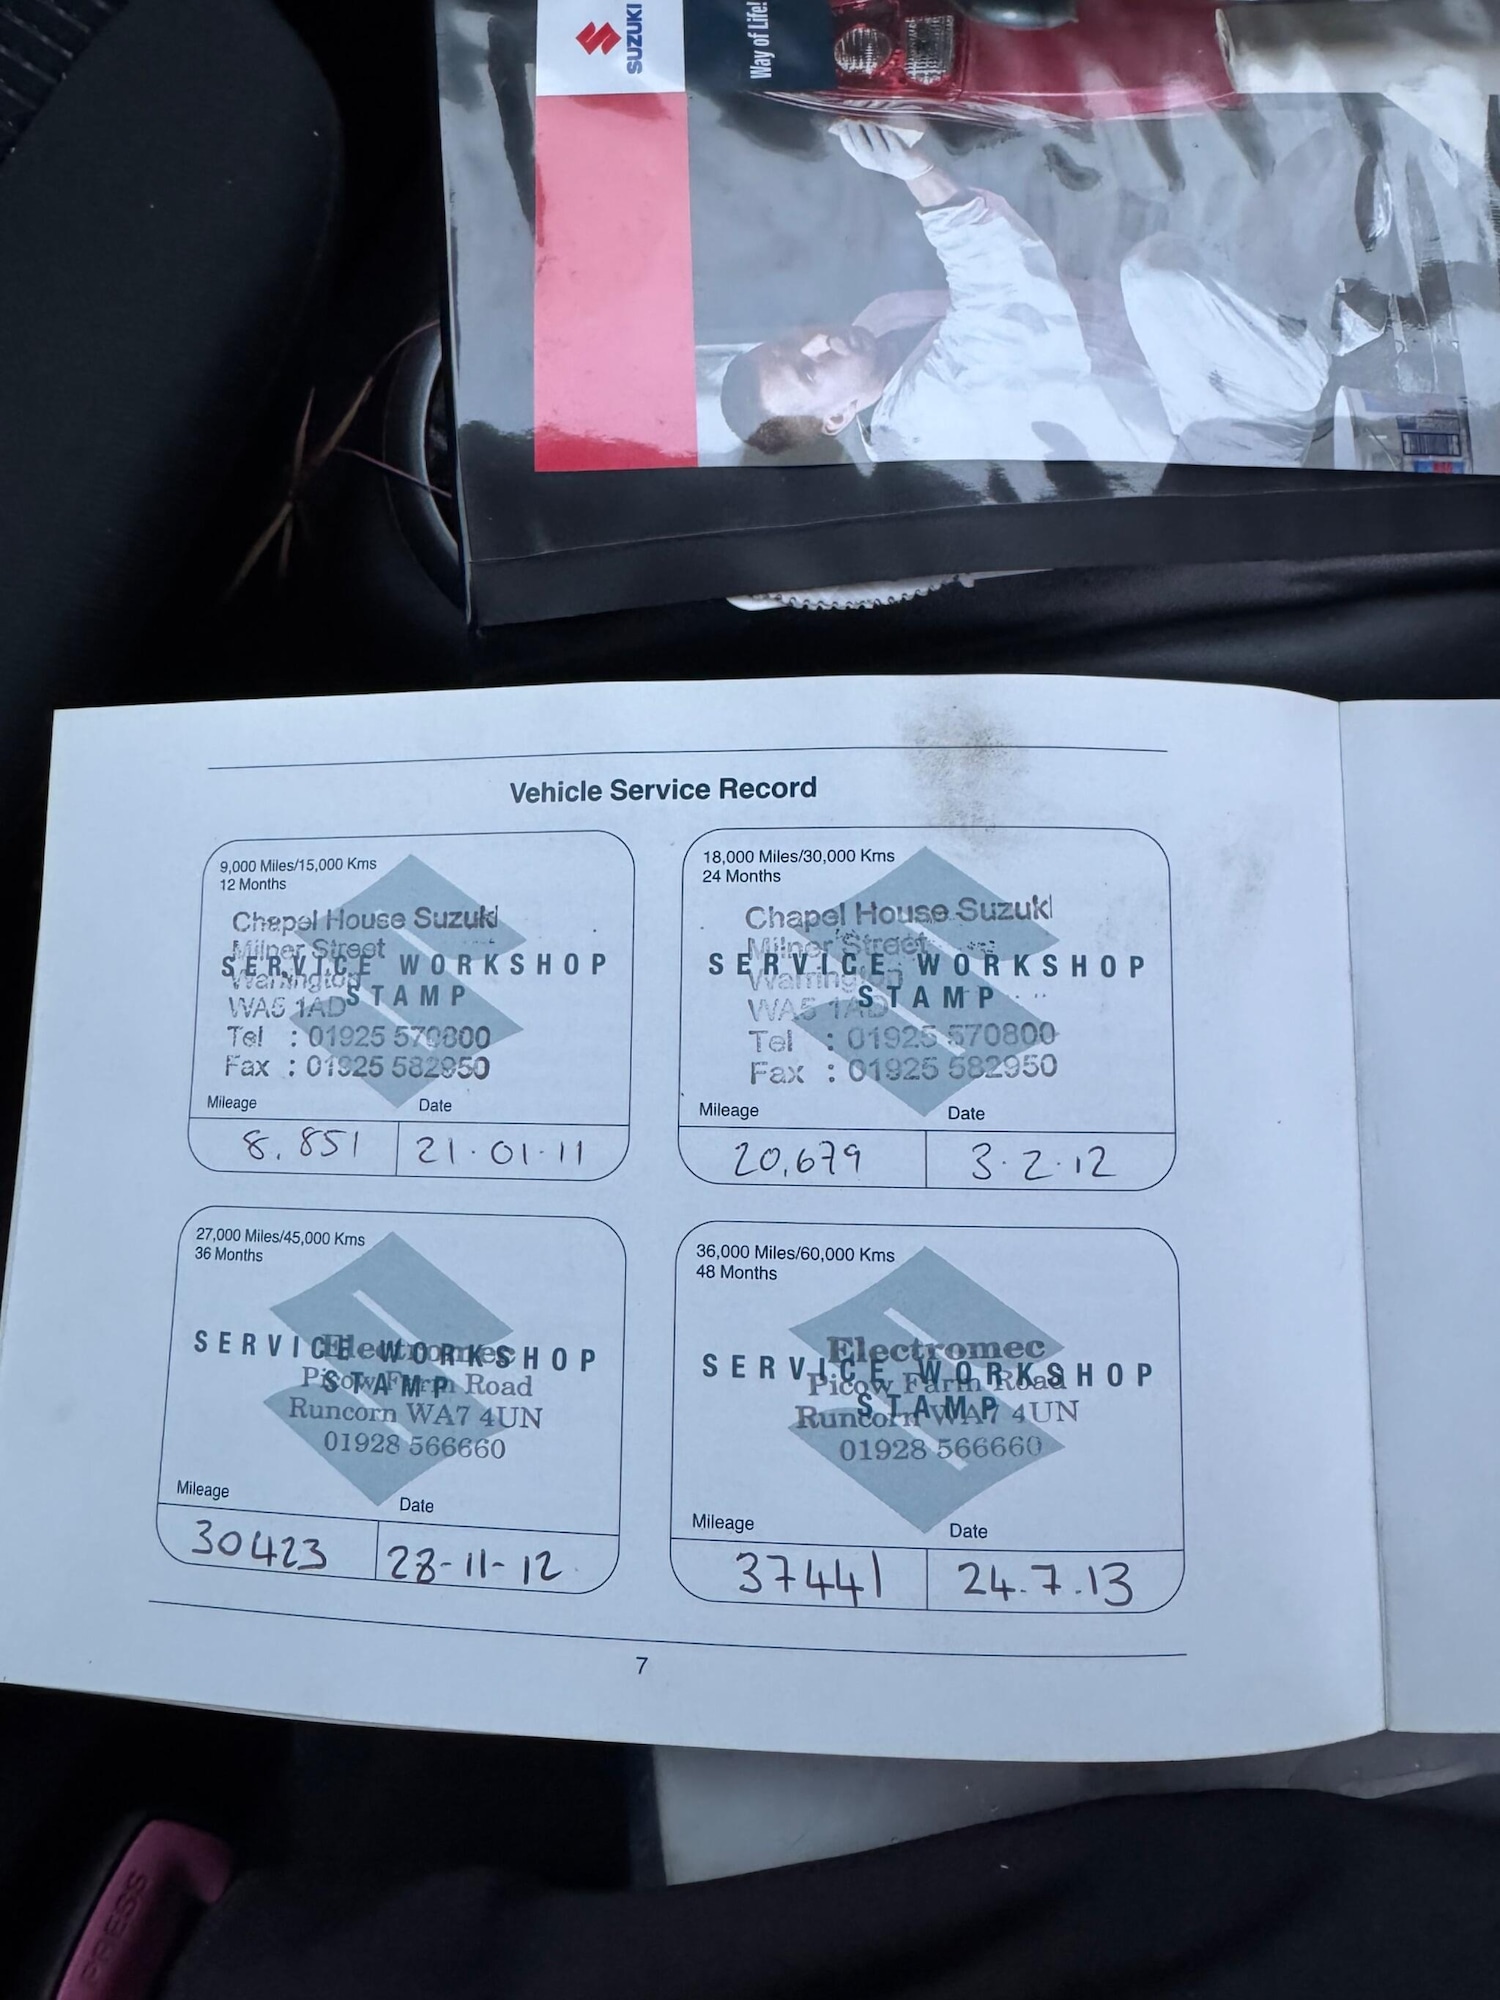 SUZUKI
Way of Life!
Vehicle Service Record
9,000 Miles/15,000 Kms
12 Months
Chapel House Suzuki
Milner Street
SERVICE WORKSHOP
Warrington
STAMP
WA5 1AD
Tel : 01925 570800
Fax : 01925 582950
Mileage
Date
8,851
21.01.11
18,000 Miles/30,000 Kms
24 Months
Chapel House Suzuki
Milner Street
SERVICE WORKSHOP
Warrington
STAMP
WA5 1AD
Tel : 01925 570800
Fax : 01925 582950
Mileage
Date
20,679
3.2.12
27,000 Miles/45,000 Kms
36 Months
Electromec
SERVICE WORKSHOP
Picow Farm Road
STAMP
Runcorn WA7 4UN
01928 566660
Mileage
Date
30423
28-11-12
36,000 Miles/60,000 Kms
48 Months
Electromec
SERVICE WORKSHOP
Picow Farm Road
STAMP
Runcorn WA7 4UN
01928 566660
Mileage
Date
37441
24.7.13
7
PRESS